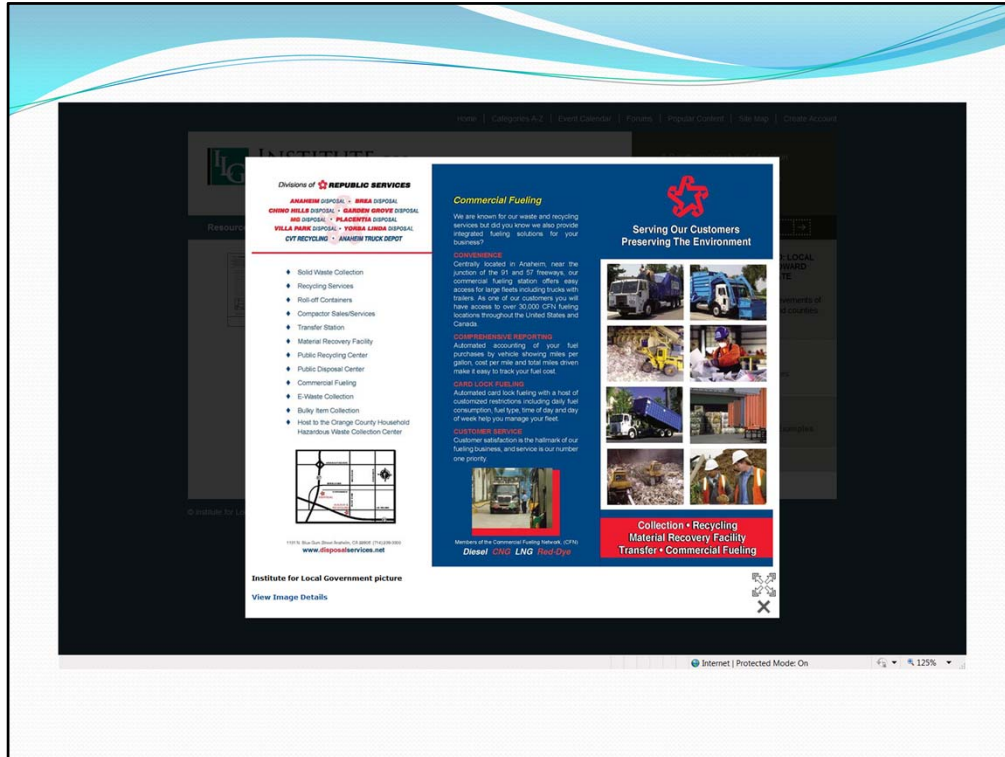 Home | Categories A-Z | Event Calendar | Forums | Popular Content | Site Map | Create Account
ILG INSTITUTE FOR
Resource
Divisions of REPUBLIC SERVICES
ANAHEIM DISPOSAL • BREA DISPOSAL
CHINO HILLS DISPOSAL • GARDEN GROVE DISPOSAL
MG DISPOSAL • PLACENTIA DISPOSAL
VILLA PARK DISPOSAL • YORBA LINDA DISPOSAL
CVT RECYCLING • ANAHEIM TRUCK DEPOT
Solid Waste Collection
Recycling Services
Roll-off Containers
Compactor Sales/Services
Transfer Station
Material Recovery Facility
Public Recycling Center
Public Disposal Center
Commercial Fueling
E-Waste Collection
Bulky Item Collection
Host to the Orange County Household
Hazardous Waste Collection Center
www.disposalservices.net
Commercial Fueling
We are known for our waste and recycling
services but did you know we also provide
integrated fueling solutions for your
business?
CONVENIENCE
Centrally located in Anaheim, near the
junction of the 91 and 57 freeways, our
commercial fueling station offers easy
access for large fleets including trucks with
trailers. As one of our customers you will
have access to over 30,000 CFN fueling
locations throughout the United States and
Canada.
COMPREHENSIVE REPORTING
Automated accounting of your fuel
purchases by vehicle showing miles per
gallon, cost per mile and total miles driven
make it easy to track your fuel cost.
CARD LOCK FUELING
Automated card lock fueling with a host of
customized restrictions including daily fuel
consumption, fuel type, time of day and day
of week help you manage your fleet.
CUSTOMER SERVICE
Customer satisfaction is the hallmark of our
fueling business, and service is our number
one priority.
Members of the Commercial Fueling Network, (CFN)
Diesel CNG LNG Red-Dye
Serving Our Customers
Preserving The Environment
Collection • Recycling
Material Recovery Facility
Transfer • Commercial Fueling
: LOCAL
WARD
TE
vements of
d counties
© Institute for Lo
Institute for Local Government picture
View Image Details
Internet | Protected Mode: On
125%